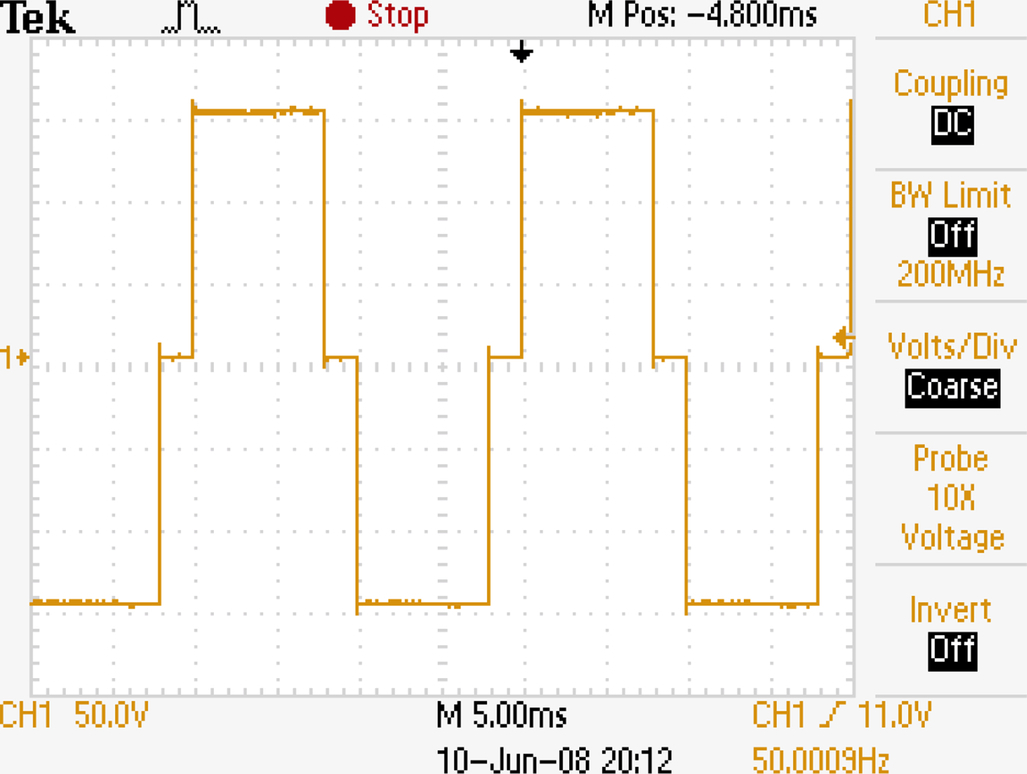 Tek Stop M Pos: -4.800ms CH1
Coupling
DC
BW Limit
Off
200MHz
1
Volts/Div
Coarse
Probe
10X
Voltage
Invert
Off
CH1 50.0V M 5.00ms CH1 11.0V
10-Jun-08 20:12 50.0009Hz